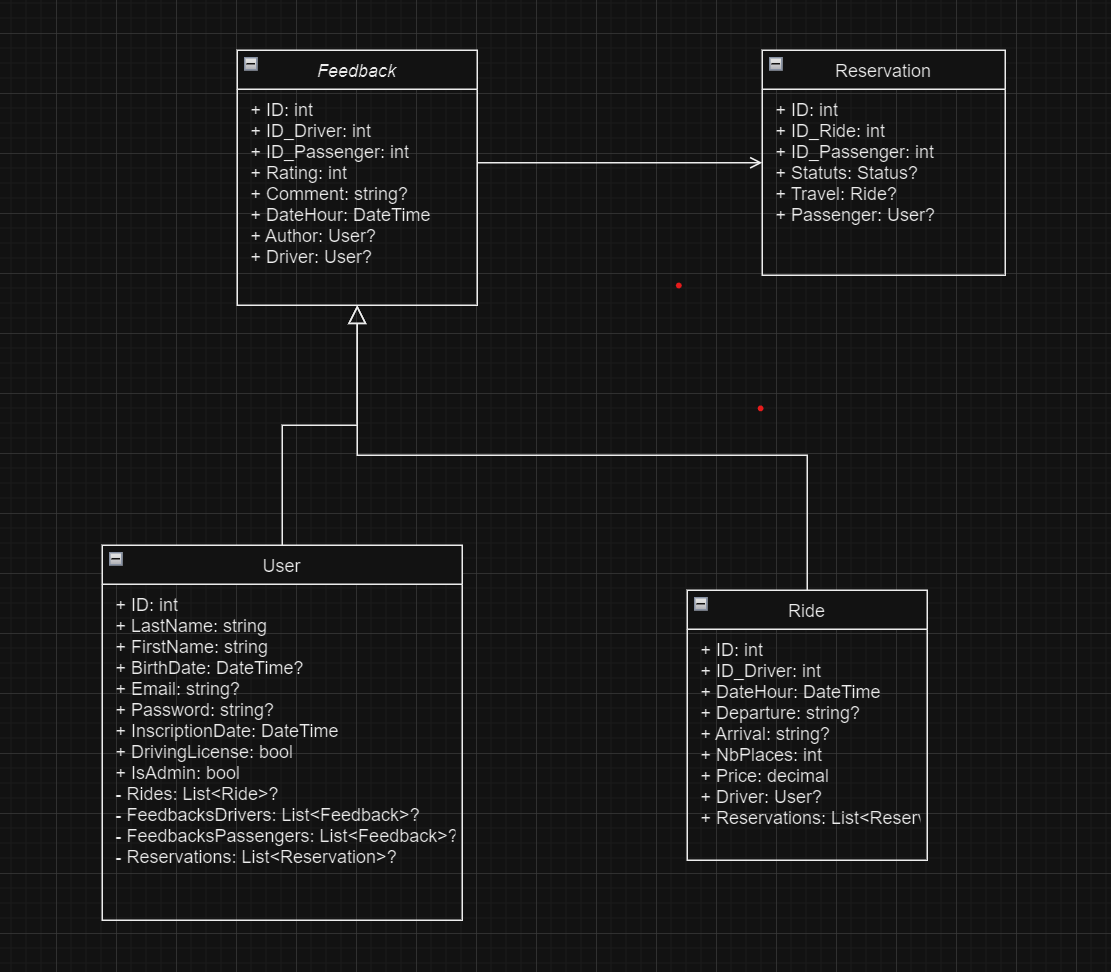 Feedback
+ ID: int
+ ID_Driver: int
+ ID_Passenger: int
+ Rating: int
+ Comment: string?
+ DateHour: DateTime
+ Author: User?
+ Driver: User?
Reservation
+ ID: int
+ ID_Ride: int
+ ID_Passenger: int
+ Statuts: Status?
+ Travel: Ride?
+ Passenger: User?
User
+ ID: int
+ LastName: string
+ FirstName: string
+ BirthDate: DateTime?
+ Email: string?
+ Password: string?
+ InscriptionDate: DateTime
+ DrivingLicense: bool
+ IsAdmin: bool
- Rides: List<Ride>?
- FeedbacksDrivers: List<Feedback>?
- FeedbacksPassengers: List<Feedback>?
- Reservations: List<Reservation>?
Ride
+ ID: int
+ ID_Driver: int
+ DateHour: DateTime
+ Departure: string?
+ Arrival: string?
+ NbPlaces: int
+ Price: decimal
+ Driver: User?
+ Reservations: List<Reser